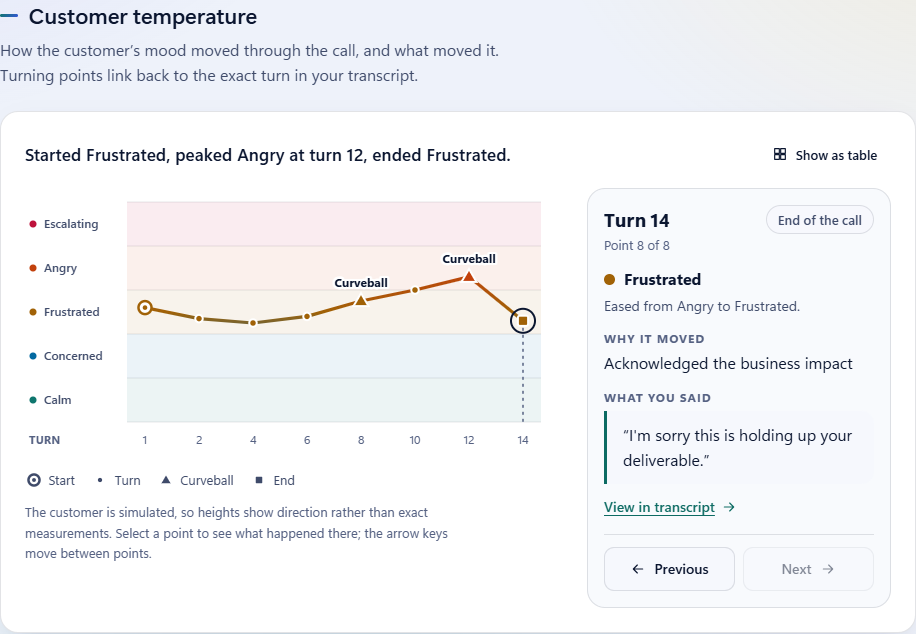 Customer temperature
How the customer’s mood moved through the call, and what moved it.
Turning points link back to the exact turn in your transcript.
Started Frustrated, peaked Angry at turn 12, ended Frustrated.
Show as table
Escalating
Angry
Frustrated
Concerned
Calm
Curveball
Curveball
TURN 1 2 4 6 8 10 12 14
Start Turn Curveball End
The customer is simulated, so heights show direction rather than exact
measurements. Select a point to see what happened there; the arrow keys
move between points.
Turn 14
End of the call
Point 8 of 8
Frustrated
Eased from Angry to Frustrated.
WHY IT MOVED
Acknowledged the business impact
WHAT YOU SAID
“I'm sorry this is holding up your
deliverable.”
View in transcript →
← Previous
Next →